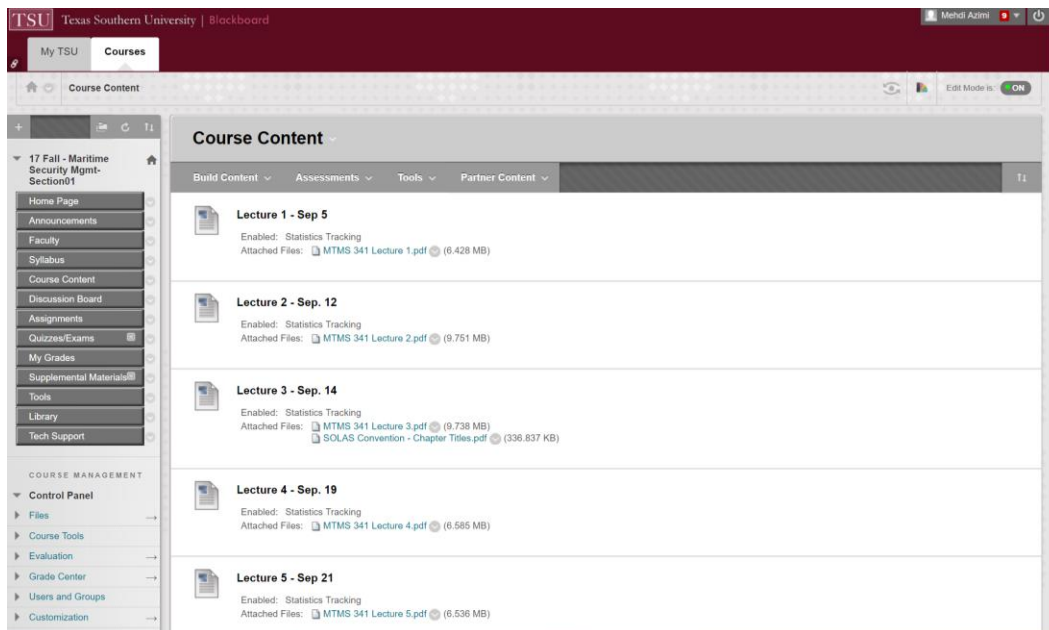 TSU Texas Southern University | Blackboard
Mehdi Azimi 9
My TSU Courses
Course Content
Edit Mode is: ON
17 Fall - Maritime
Security Mgmt-
Section01
Home Page
Announcements
Faculty
Syllabus
Course Content
Discussion Board
Assignments
Quizzes/Exams
My Grades
Supplemental Materials
Tools
Library
Tech Support
COURSE MANAGEMENT
Control Panel
Files
Course Tools
Evaluation
Grade Center
Users and Groups
Customization
Course Content
Build Content Assessments Tools Partner Content
Lecture 1 - Sep 5
Enabled: Statistics Tracking
Attached Files: MTMS 341 Lecture 1.pdf (6.428 MB)
Lecture 2 - Sep. 12
Enabled: Statistics Tracking
Attached Files: MTMS 341 Lecture 2.pdf (9.751 MB)
Lecture 3 - Sep. 14
Enabled: Statistics Tracking
Attached Files: MTMS 341 Lecture 3.pdf (9.738 MB)
SOLAS Convention - Chapter Titles.pdf (336.837 KB)
Lecture 4 - Sep. 19
Enabled: Statistics Tracking
Attached Files: MTMS 341 Lecture 4.pdf (6.585 MB)
Lecture 5 - Sep 21
Enabled: Statistics Tracking
Attached Files: MTMS 341 Lecture 5.pdf (6.536 MB)